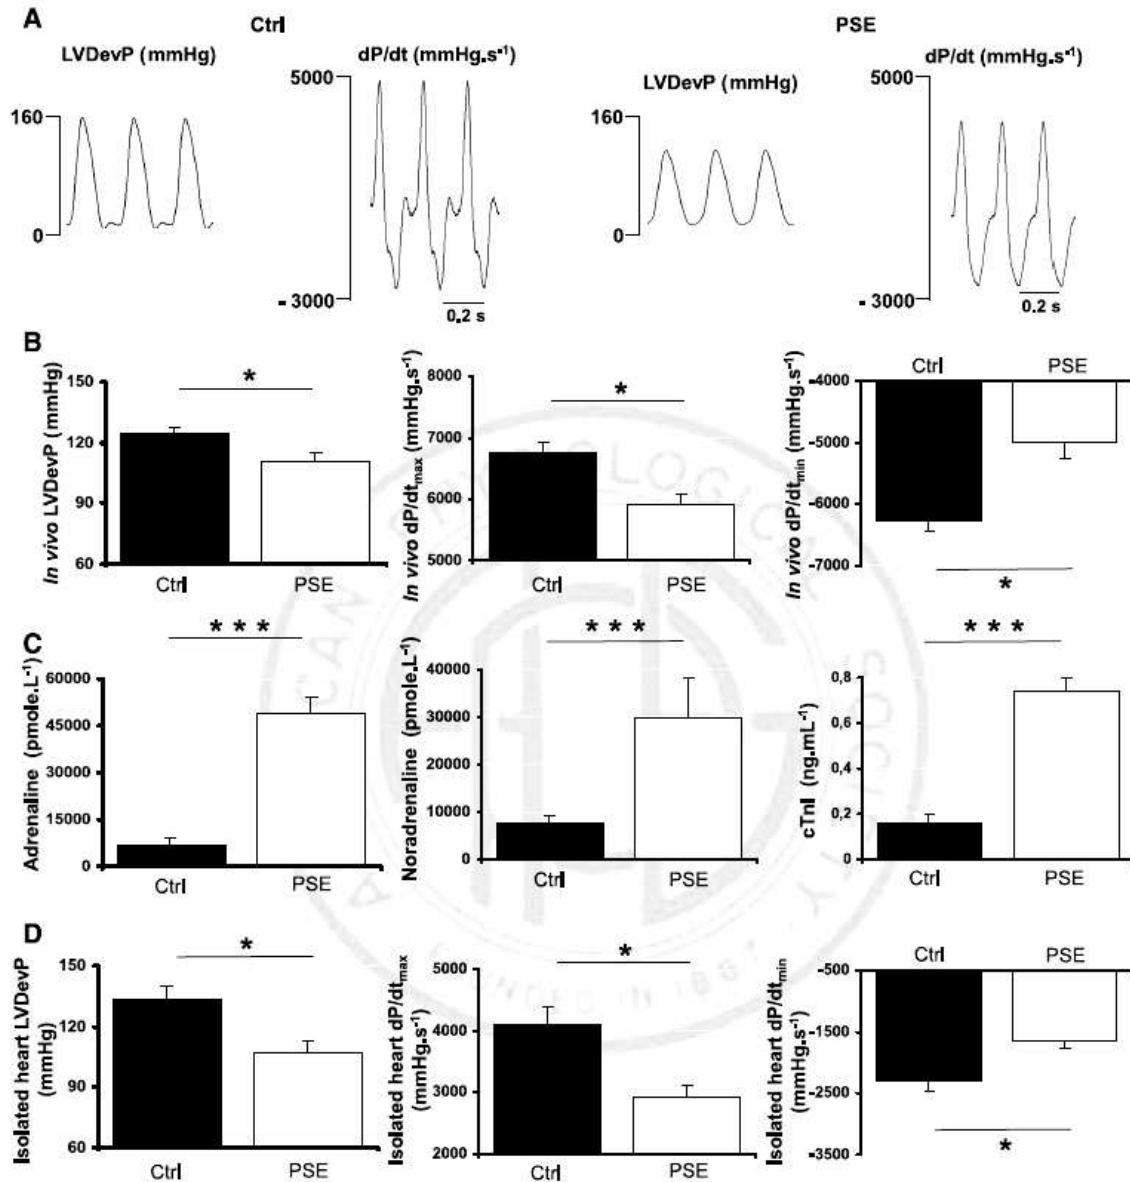 A
Ctrl
PSE
LVDevP (mmHg)
dP/dt (mmHg.s-1)
LVDevP (mmHg)
dP/dt (mmHg.s-1)
160
0
5000
- 3000
0.2 s
160
0
5000
- 3000
0.2 s
B
In vivo LVDevP (mmHg)
150
120
90
60
*
Ctrl
PSE
In vivo dP/dtmax (mmHg.s-1)
8000
7000
6000
5000
*
Ctrl
PSE
In vivo dP/dtmin (mmHg.s-1)
-4000
-5000
-6000
-7000
Ctrl
PSE
*
C
Adrenaline (pmole.L-1)
60000
45000
30000
15000
0
* * *
Ctrl
PSE
Noradrenaline (pmole.L-1)
40000
30000
20000
10000
0
* * *
Ctrl
PSE
cTnI (ng.mL-1)
0,8
0,6
0,4
0,2
0
* * *
Ctrl
PSE
D
Isolated heart LVDevP
(mmHg)
150
120
90
60
*
Ctrl
PSE
Isolated heart dP/dtmax
(mmHg.s-1)
5000
4000
3000
2000
*
Ctrl
PSE
Isolated heart dP/dtmin
(mmHg.s-1)
-500
-1500
-2500
-3500
Ctrl
PSE
*